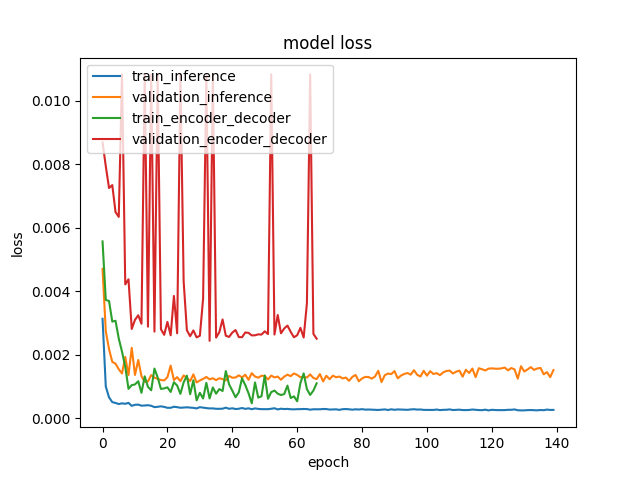 model loss
train_inference
validation_inference
train_encoder_decoder
validation_encoder_decoder
loss
0.010
0.008
0.006
0.004
0.002
0.000
0 20 40 60 80 100 120 140
epoch